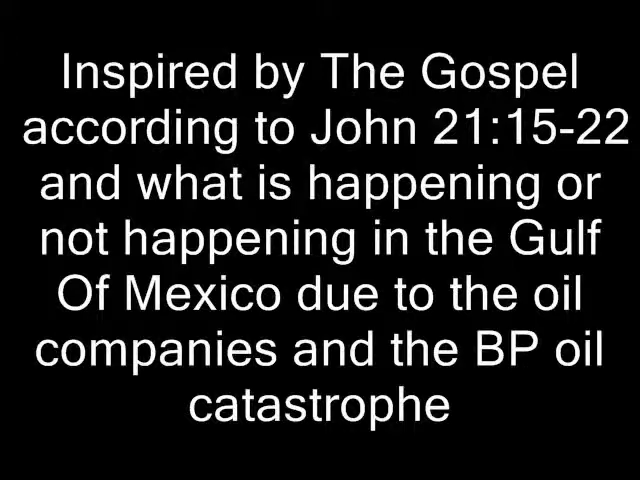 Inspired by The Gospel
according to John 21:15-22
and what is happening or
not happening in the Gulf
Of Mexico due to the oil
companies and the BP oil
catastrophe